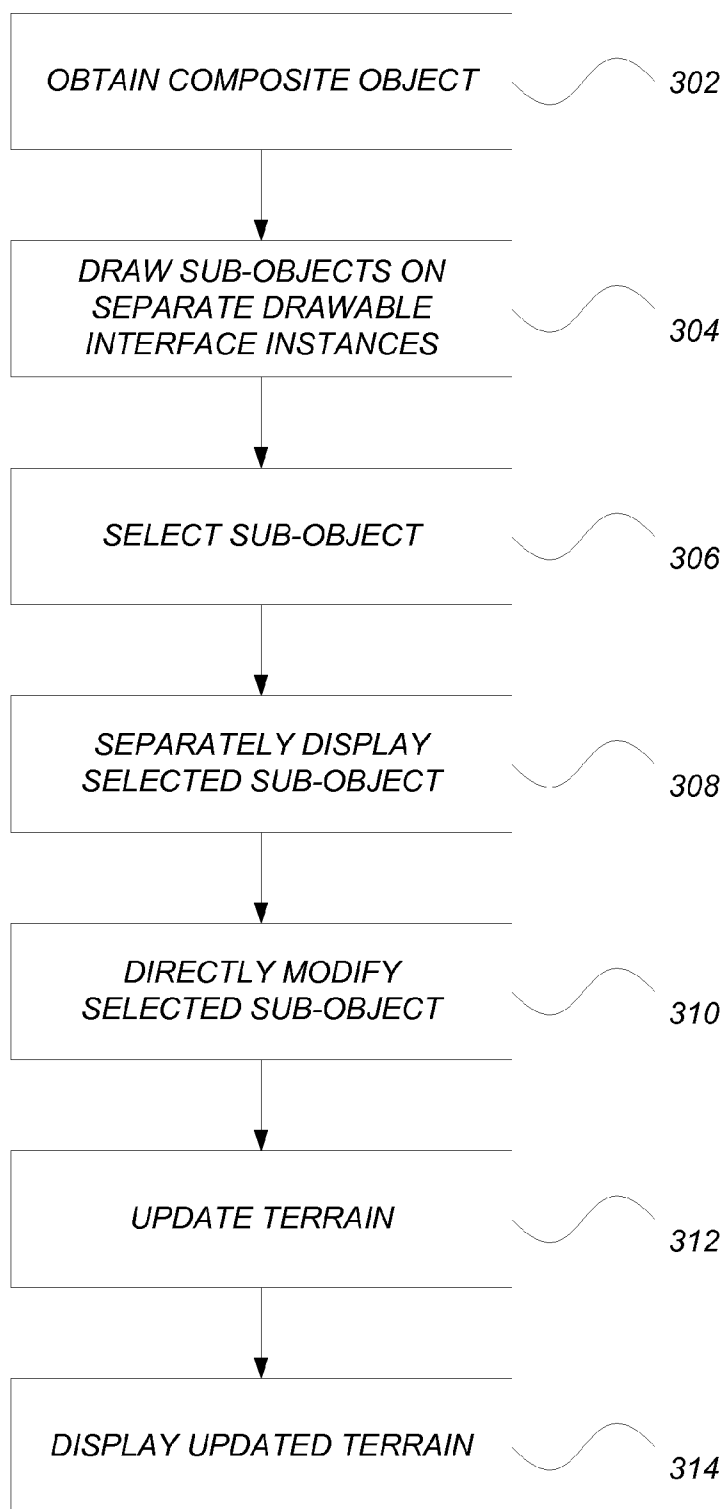 OBTAIN COMPOSITE OBJECT
302
DRAW SUB-OBJECTS ON
SEPARATE DRAWABLE
INTERFACE INSTANCES
304
SELECT SUB-OBJECT
306
SEPARATELY DISPLAY
SELECTED SUB-OBJECT
308
DIRECTLY MODIFY
SELECTED SUB-OBJECT
310
UPDATE TERRAIN
312
DISPLAY UPDATED TERRAIN
314